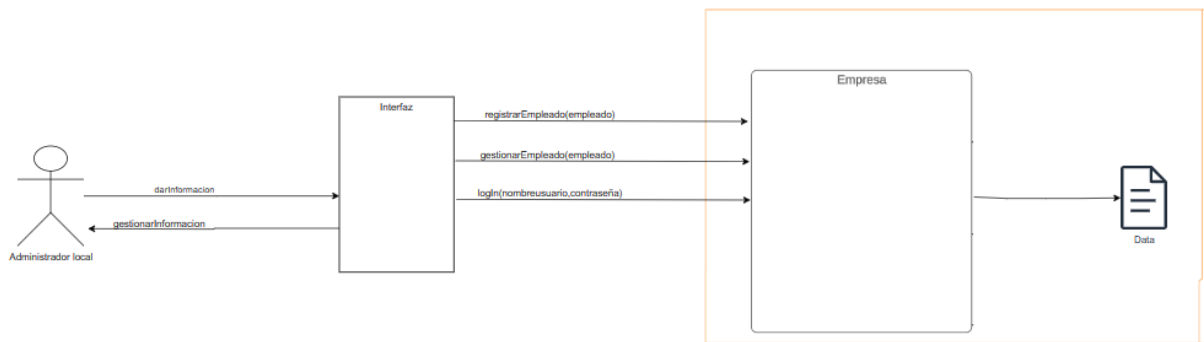 Empresa
Interfaz
registrarEmpleado(empleado)
gestionarEmpleado(empleado)
darInformacion
logIn(nombreusuario,contraseña)
gestionarInformacion
Data
Administrador local